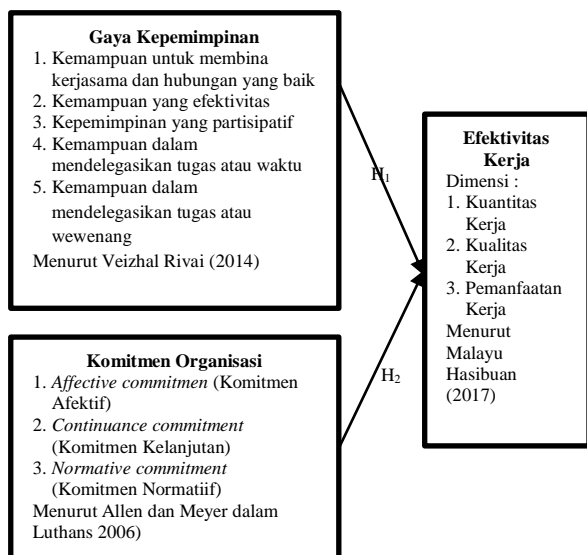 Gaya Kepemimpinan
1. Kemampuan untuk membina
kerjasama dan hubungan yang baik
2. Kemampuan yang efektivitas
3. Kepemimpinan yang partisipatif
4. Kemampuan dalam
mendelegasikan tugas atau waktu
5. Kemampuan dalam
mendelegasikan tugas atau
wewenang
Menurut Veizhal Rivai (2014)
H₁
Efektivitas
Kerja
Dimensi :
1. Kuantitas
Kerja
2. Kualitas
Kerja
3. Pemanfaatan
Kerja
Menurut
Malayu
Hasibuan
(2017)
Komitmen Organisasi
1. Affective commitmen (Komitmen
Afektif)
2. Continuance commitment
(Komitmen Kelanjutan)
3. Normative commitment
(Komitmen Normatiif)
Menurut Allen dan Meyer dalam
Luthans 2006)
H₂